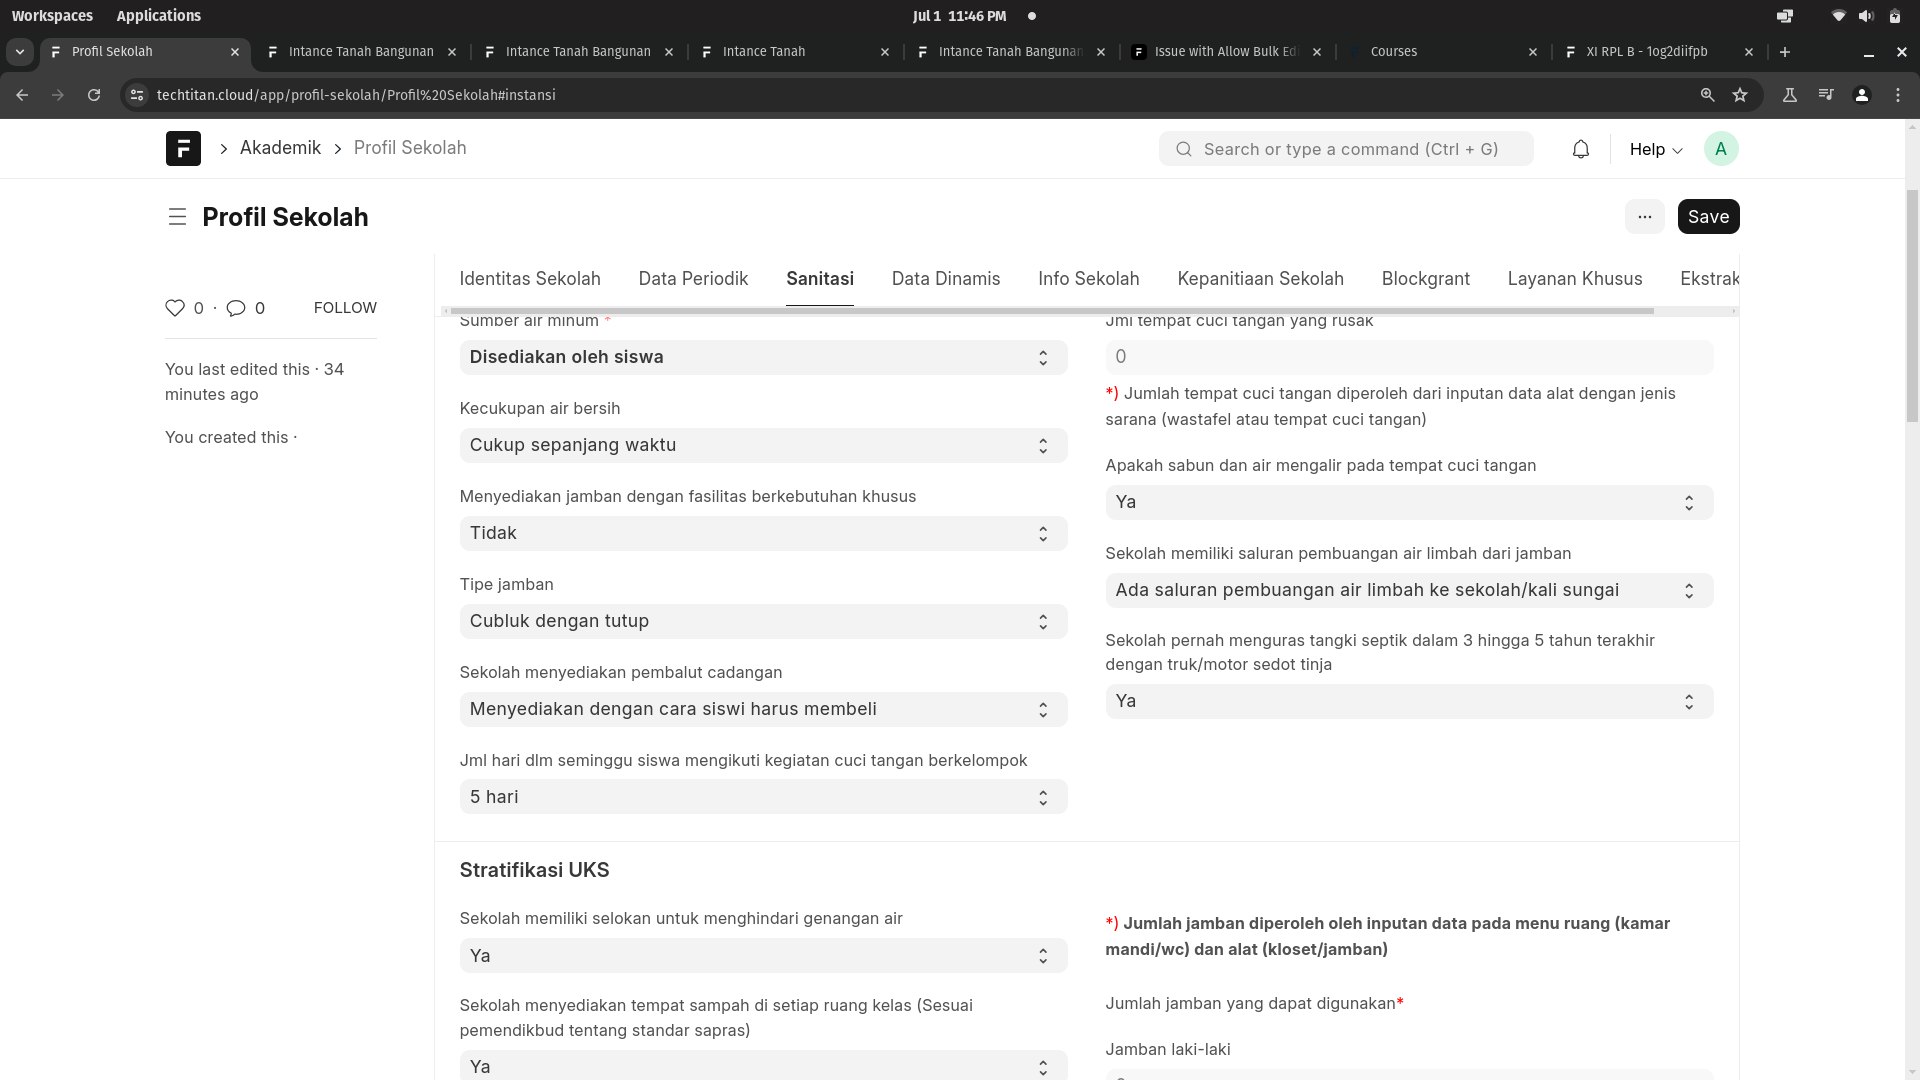 Workspaces Applications Jul 1 11:46 PM
Profil Sekolah Intance Tanah Bangunan Intance Tanah Bangunan Intance Tanah Intance Tanah Bangunan Issue with Allow Bulk Ed Courses XI RPL B - 1og2diifpb
techtitan.cloud/app/profil-sekolah/Profil%20Sekolah#instansi
Akademik Profil Sekolah Search or type a command (Ctrl + G) Help A
Profil Sekolah ... Save
Identitas Sekolah Data Periodik Sanitasi Data Dinamis Info Sekolah Kepanitiaan Sekolah Blockgrant Layanan Khusus Ekstrak
0 · 0 FOLLOW
You last edited this · 34
minutes ago
You created this ·
Sumber air minum *
Disediakan oleh siswa
Kecukupan air bersih
Cukup sepanjang waktu
Menyediakan jamban dengan fasilitas berkebutuhan khusus
Tidak
Tipe jamban
Cubluk dengan tutup
Sekolah menyediakan pembalut cadangan
Menyediakan dengan cara siswi harus membeli
Jml hari dlm seminggu siswa mengikuti kegiatan cuci tangan berkelompok
5 hari
Jml tempat cuci tangan yang rusak
0
*) Jumlah tempat cuci tangan diperoleh dari inputan data alat dengan jenis
sarana (wastafel atau tempat cuci tangan)
Apakah sabun dan air mengalir pada tempat cuci tangan
Ya
Sekolah memiliki saluran pembuangan air limbah dari jamban
Ada saluran pembuangan air limbah ke sekolah/kali sungai
Sekolah pernah menguras tangki septik dalam 3 hingga 5 tahun terakhir
dengan truk/motor sedot tinja
Ya
Stratifikasi UKS
Sekolah memiliki selokan untuk menghindari genangan air
Ya
Sekolah menyediakan tempat sampah di setiap ruang kelas (Sesuai
pemendikbud tentang standar sapras)
Ya
*) Jumlah jamban diperoleh oleh inputan data pada menu ruang (kamar
mandi/wc) dan alat (kloset/jamban)
Jumlah jamban yang dapat digunakan*
Jamban laki-laki